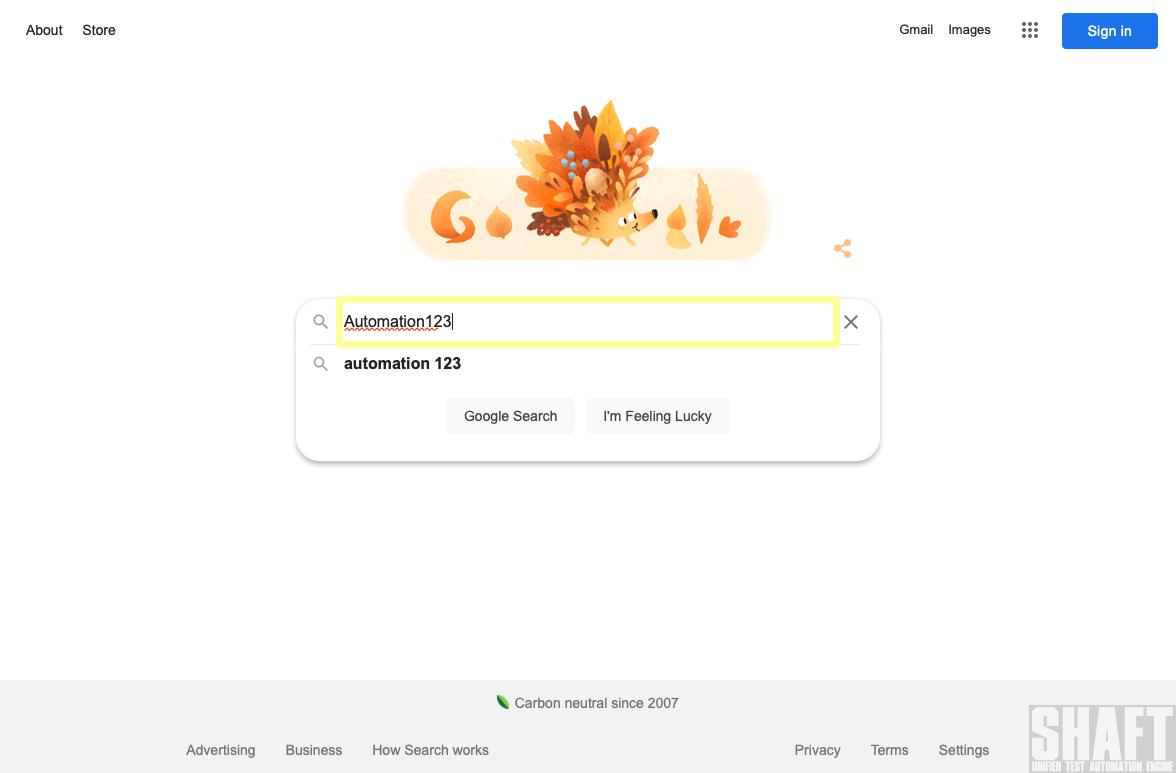 About Store Gmail Images Sign in
Automation123
automation 123
Google Search I'm Feeling Lucky
Carbon neutral since 2007
Advertising Business How Search works Privacy Terms Settings
SHAFT
UNIFIED TEST AUTOMATION ENGINE